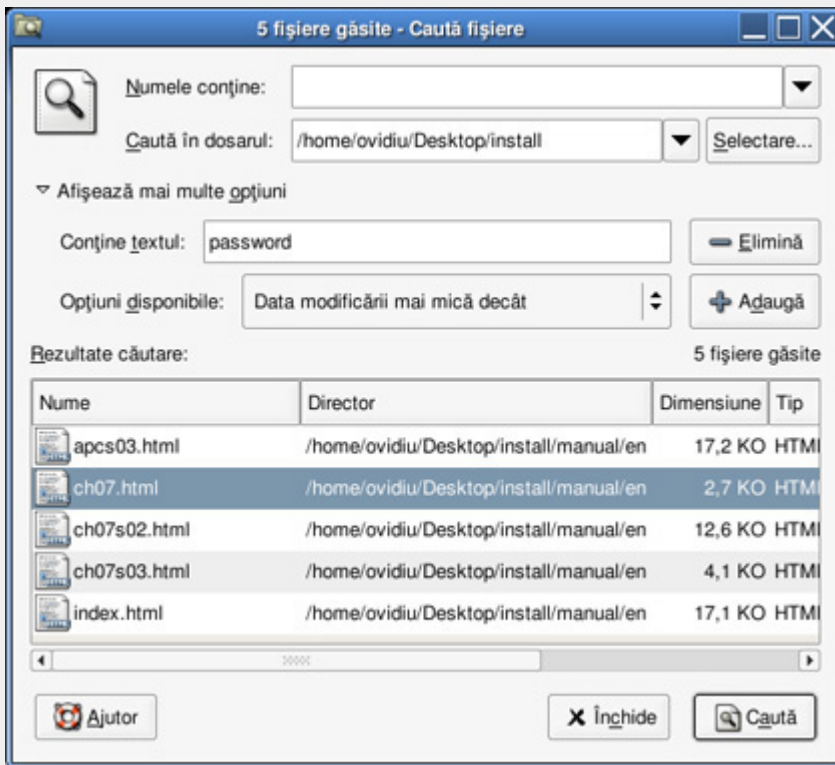 5 fişiere găsite - Caută fişiere
Numele conţine:
Caută în dosarul: /home/ovidiu/Desktop/install Selectare...
Afişează mai multe opţiuni
Conţine textul: password Elimină
Opţiuni disponibile: Data modificării mai mică decât Adaugă
Rezultate căutare: 5 fişiere găsite
Nume Director Dimensiune Tip
apcs03.html /home/ovidiu/Desktop/install/manual/en 17,2 KO HTML
ch07.html /home/ovidiu/Desktop/install/manual/en 2,7 KO HTML
ch07s02.html /home/ovidiu/Desktop/install/manual/en 12,6 KO HTML
ch07s03.html /home/ovidiu/Desktop/install/manual/en 4,1 KO HTML
index.html /home/ovidiu/Desktop/install/manual/en 17,1 KO HTML
Ajutor Închide Caută